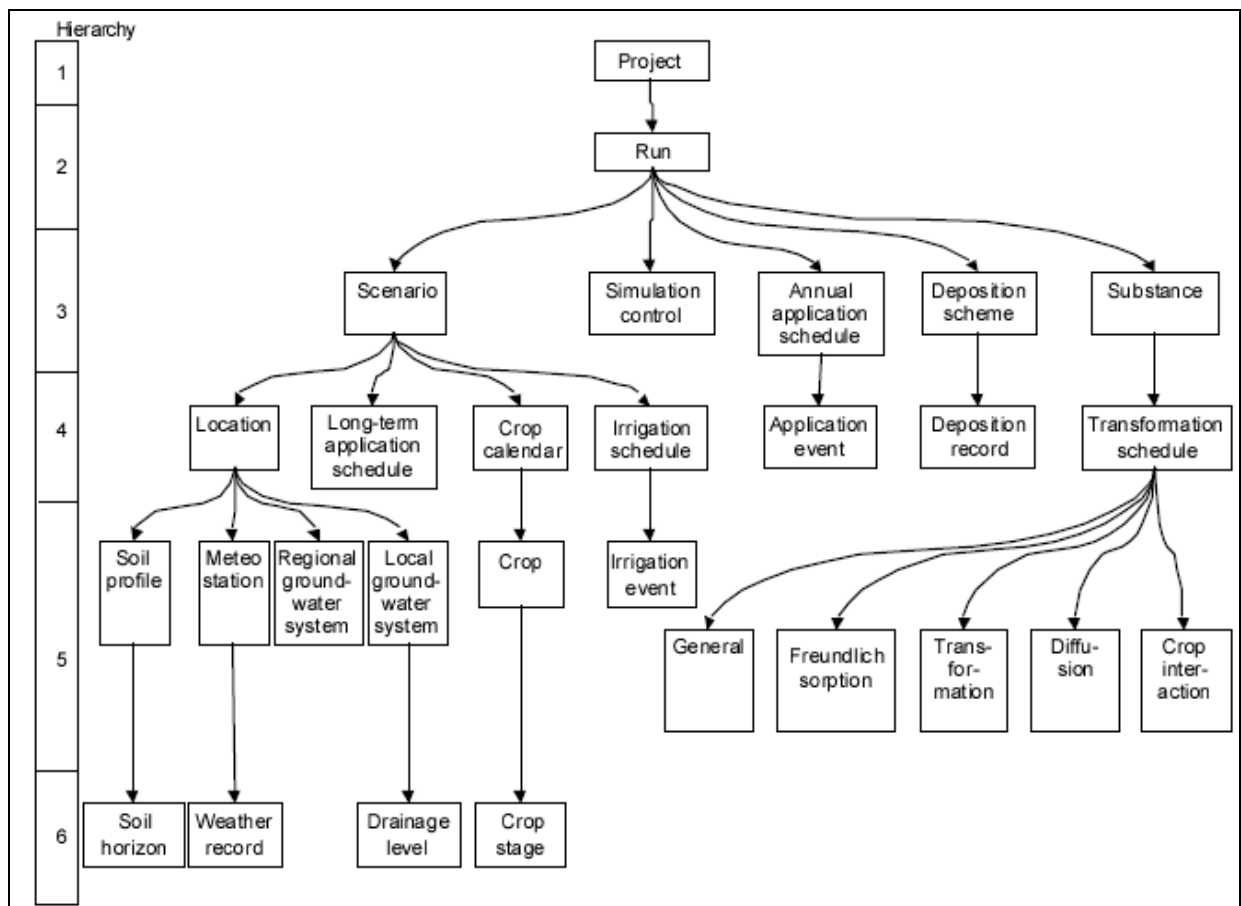 Hierarchy
1
Project
2
Run
3
Scenario
Simulation
control
Annual
application
schedule
Deposition
scheme
Substance
4
Location
Long-term
application
schedule
Crop
calendar
Irrigation
schedule
Application
event
Deposition
record
Transformation
schedule
5
Soil
profile
Meteo
station
Regional
ground-
water
system
Local
ground-
water
system
Crop
Irrigation
event
General
Freundlich
sorption
Trans-
for-
mation
Diffu-
sion
Crop
inter-
action
6
Soil
horizon
Weather
record
Drainage
level
Crop
stage